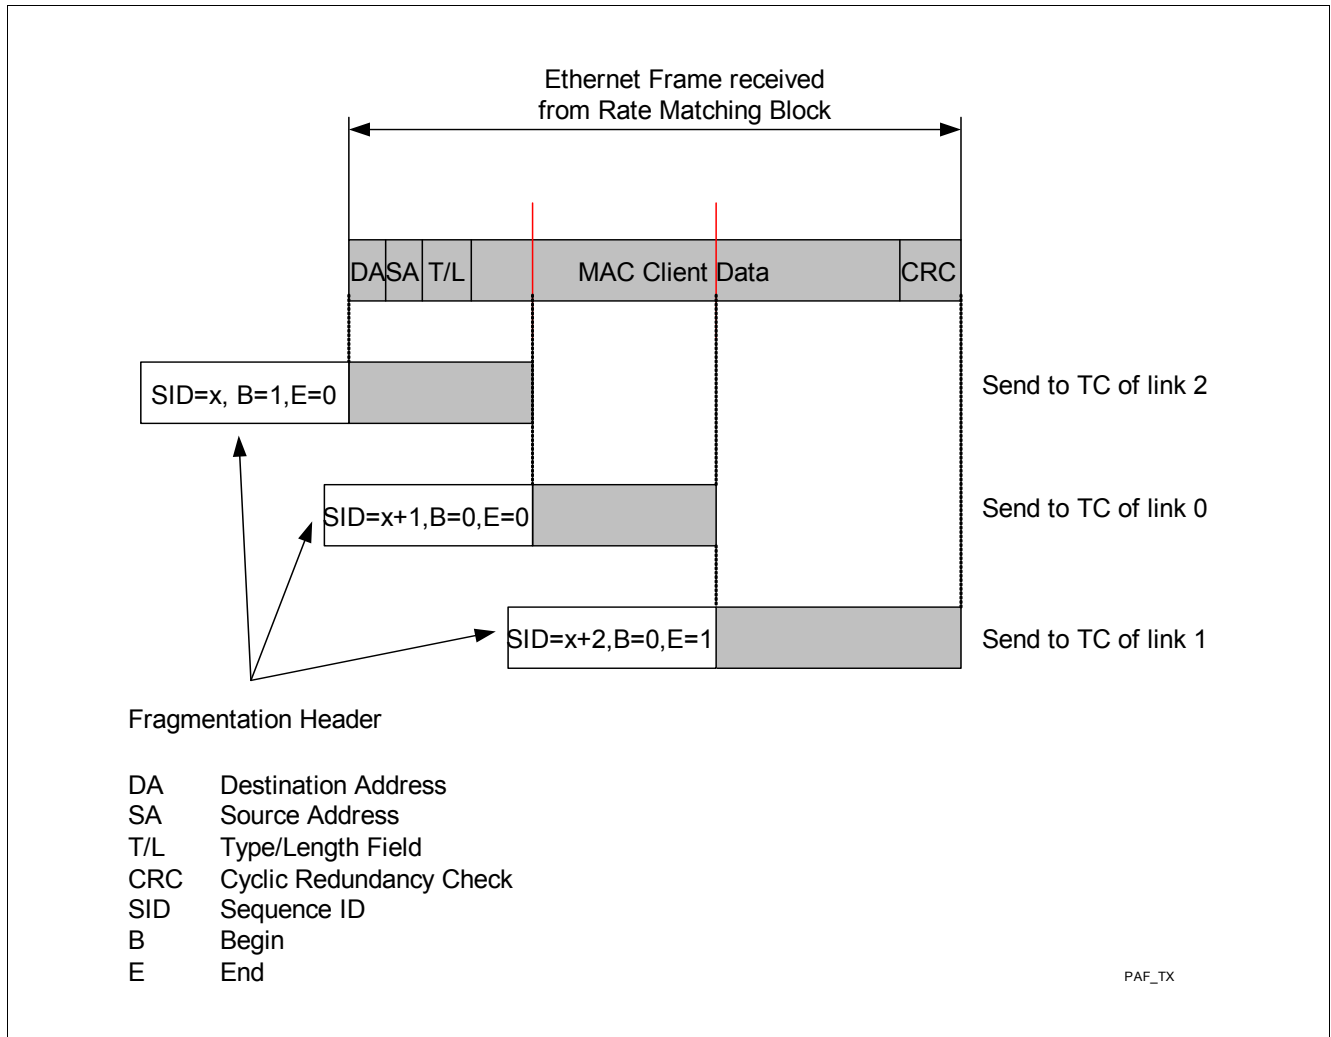 Ethernet Frame received
from Rate Matching Block
DA SA T/L MAC Client Data CRC
SID=x, B=1,E=0
Send to TC of link 2
SID=x+1,B=0,E=0
Send to TC of link 0
SID=x+2,B=0,E=1
Send to TC of link 1
Fragmentation Header
DA Destination Address
SA Source Address
T/L Type/Length Field
CRC Cyclic Redundancy Check
SID Sequence ID
B Begin
E End
PAF_TX